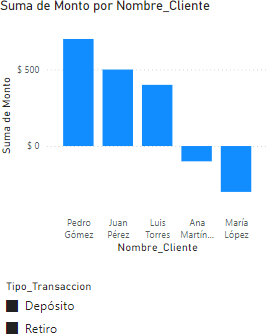 Suma de Monto por Nombre_Cliente
Suma de Monto
$ 500
$ 0
Pedro
Gómez
Juan
Pérez
Luis
Torres
Ana
Martín...
María
López
Nombre_Cliente
Tipo_Transaccion
Depósito
Retiro